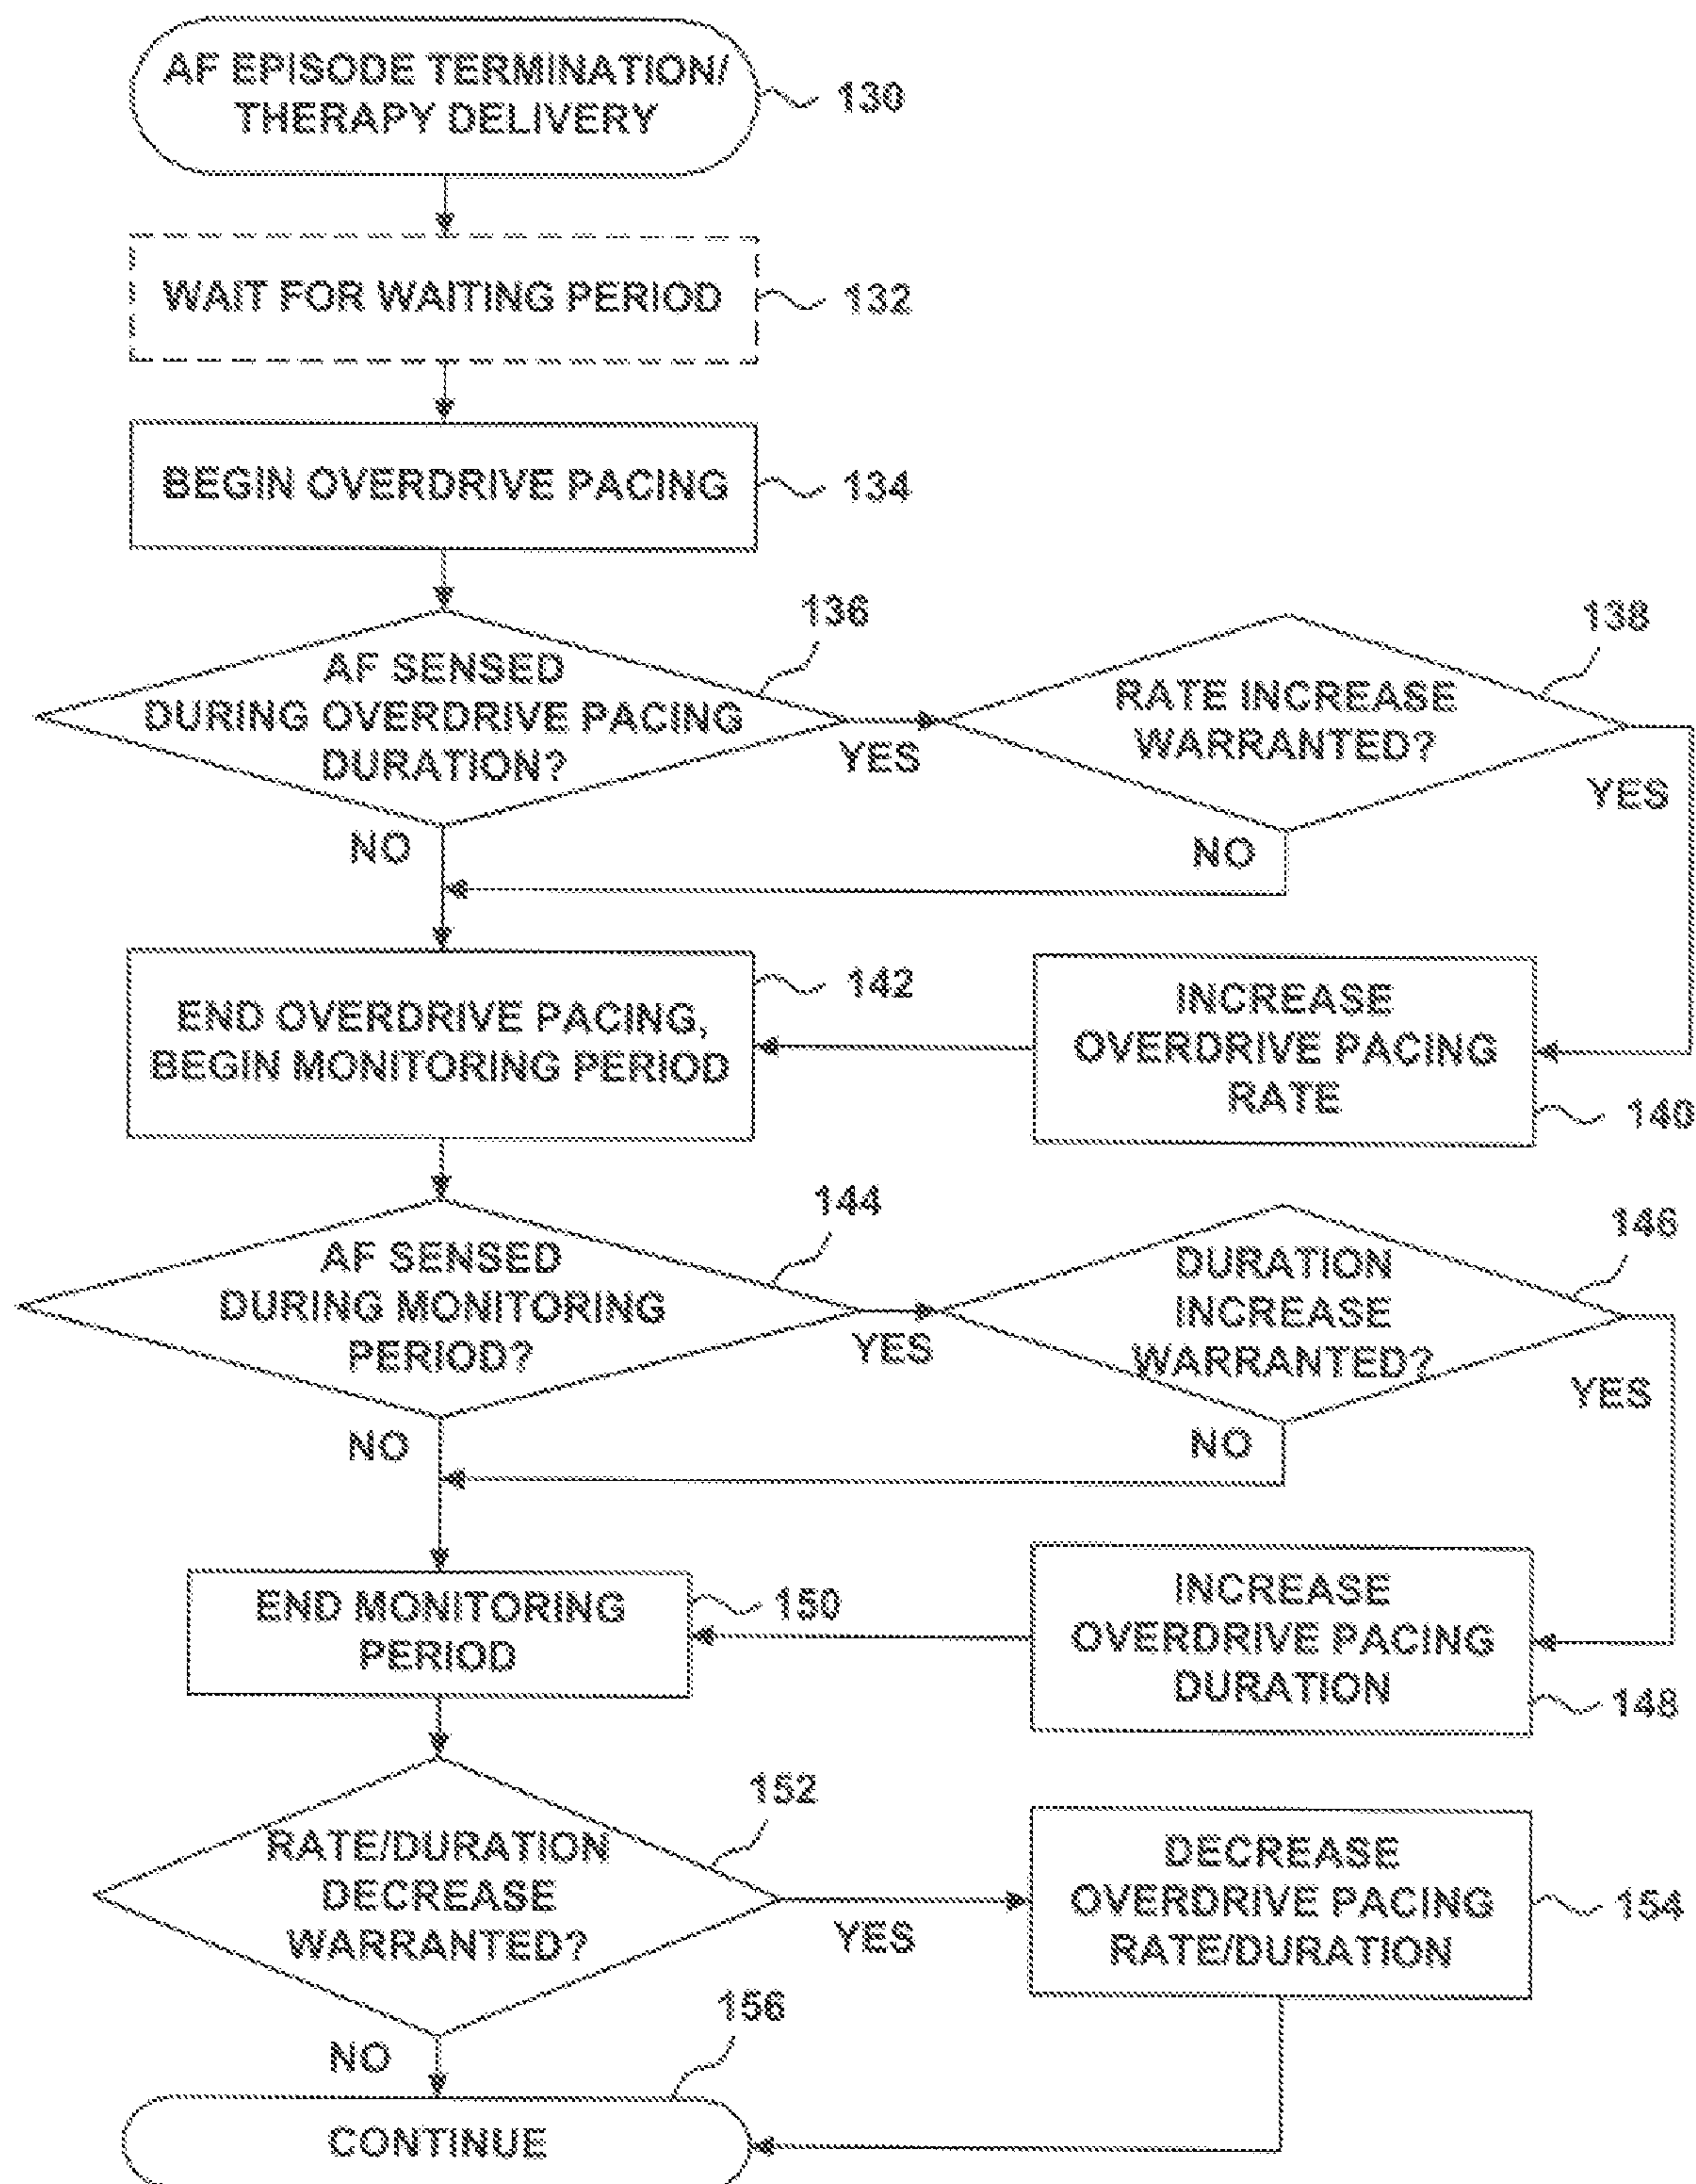 AF EPISODE TERMINATION/
THERAPY DELIVERY
130
WAIT FOR WAITING PERIOD
132
BEGIN OVERDRIVE PACING
134
136
AF SENSED
DURING OVERDRIVE PACING
DURATION?
YES
NO
138
RATE INCREASE
WARRANTED?
YES
NO
142
END OVERDRIVE PACING,
BEGIN MONITORING PERIOD
INCREASE
OVERDRIVE PACING
RATE
140
144
AF SENSED
DURING MONITORING
PERIOD?
YES
NO
146
DURATION
INCREASE
WARRANTED?
YES
NO
END MONITORING
PERIOD
150
INCREASE
OVERDRIVE PACING
DURATION
148
152
RATE/DURATION
DECREASE
WARRANTED?
YES
NO
DECREASE
OVERDRIVE PACING
RATE/DURATION
154
156
CONTINUE